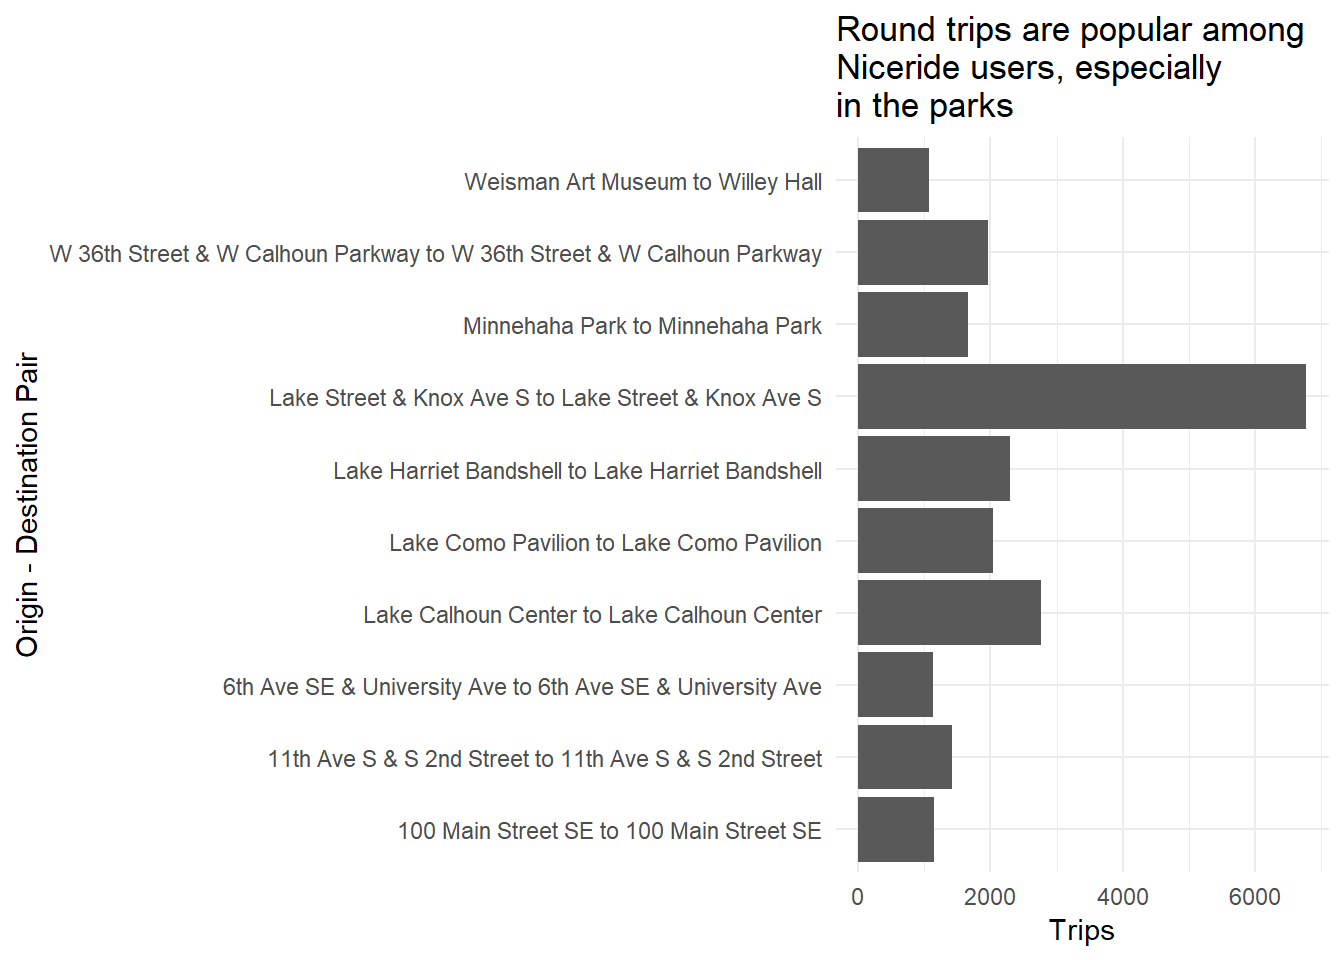 Round trips are popular among
Niceride users, especially
in the parks
Weisman Art Museum to Willey Hall
W 36th Street & W Calhoun Parkway to W 36th Street & W Calhoun Parkway
Minnehaha Park to Minnehaha Park
Lake Street & Knox Ave S to Lake Street & Knox Ave S
Lake Harriet Bandshell to Lake Harriet Bandshell
Lake Como Pavilion to Lake Como Pavilion
Lake Calhoun Center to Lake Calhoun Center
6th Ave SE & University Ave to 6th Ave SE & University Ave
11th Ave S & S 2nd Street to 11th Ave S & S 2nd Street
100 Main Street SE to 100 Main Street SE
Origin - Destination Pair
0 2000 4000 6000
Trips